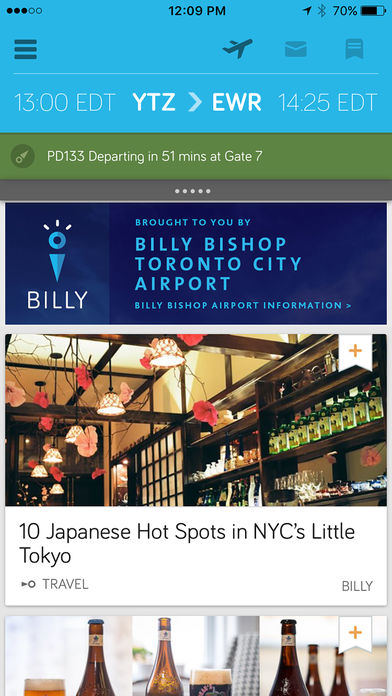 12:09 PM 70%
13:00 EDT YTZ > EWR 14:25 EDT
PD133 Departing in 51 mins at Gate 7
BROUGHT TO YOU BY
BILLY BISHOP
TORONTO CITY
AIRPORT
BILLY BISHOP AIRPORT INFORMATION >
BILLY
10 Japanese Hot Spots in NYC's Little
Tokyo
TRAVEL BILLY